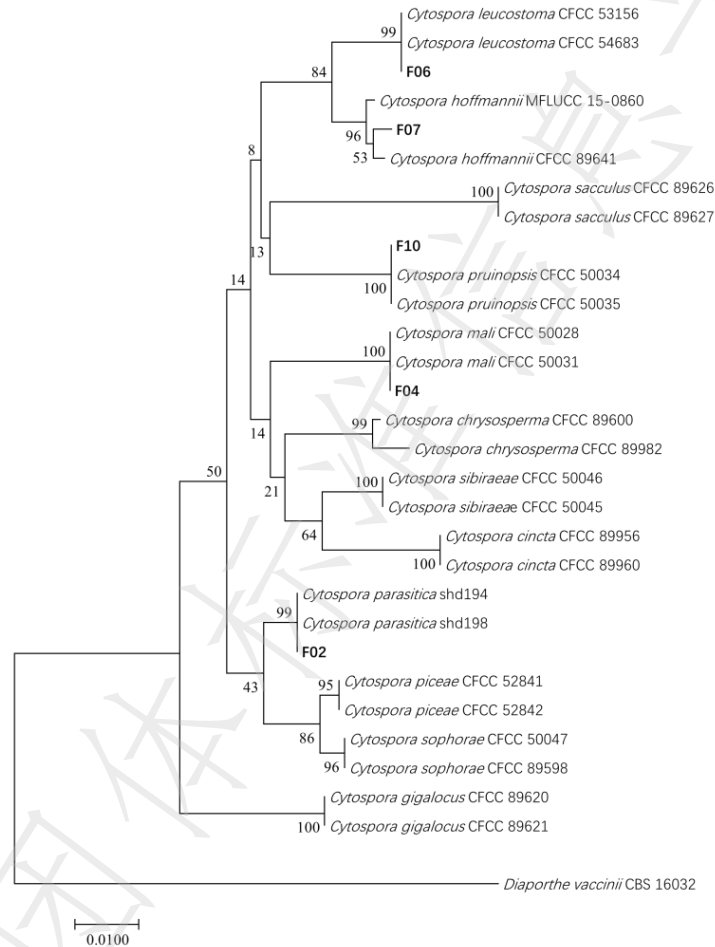 Cytospora leucostoma CFCC 53156
99
Cytospora leucostoma CFCC 54683
84
F06
Cytospora hoffmannii MFLUCC 15-0860
96
F07
8
53
Cytospora hoffmannii CFCC 89641
100
Cytospora sacculus CFCC 89626
Cytospora sacculus CFCC 89627
13
F10
14
Cytospora pruinopsis CFCC 50034
100
Cytospora pruinopsis CFCC 50035
Cytospora mali CFCC 50028
100
Cytospora mali CFCC 50031
F04
14
99
Cytospora chrysosperma CFCC 89600
Cytospora chrysosperma CFCC 89982
50
100
Cytospora sibiraeae CFCC 50046
21
Cytospora sibiraeae CFCC 50045
64
Cytospora cincta CFCC 89956
100
Cytospora cincta CFCC 89960
Cytospora parasitica shd194
99
Cytospora parasitica shd198
F02
43
95
Cytospora piceae CFCC 52841
Cytospora piceae CFCC 52842
86
Cytospora sophorae CFCC 50047
96
Cytospora sophorae CFCC 89598
Cytospora gigalocus CFCC 89620
100
Cytospora gigalocus CFCC 89621
Diaporthe vaccinii CBS 16032
0.0100
团体标准信息